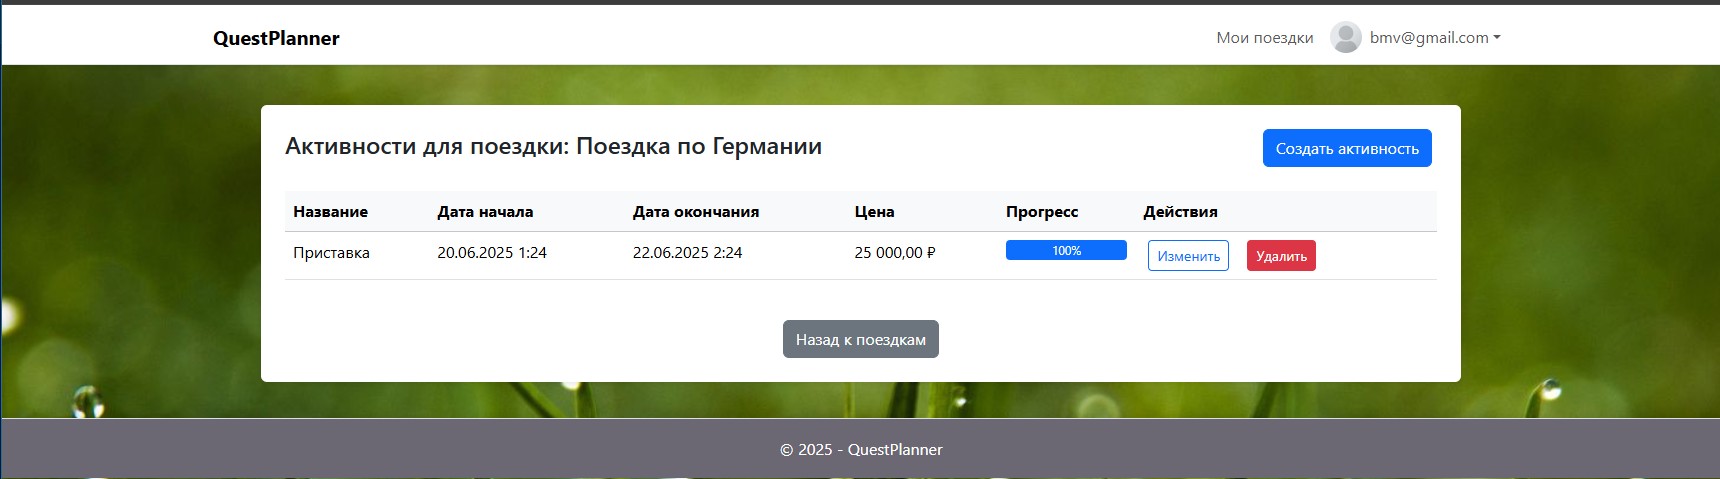 QuestPlanner
Мои поездки bmv@gmail.com
Активности для поездки: Поездка по Германии
Создать активность
Название Дата начала Дата окончания Цена Прогресс Действия
Приставка 20.06.2025 1:24 22.06.2025 2:24 25 000,00 ₽ 100% Изменить Удалить
Назад к поездкам
© 2025 - QuestPlanner